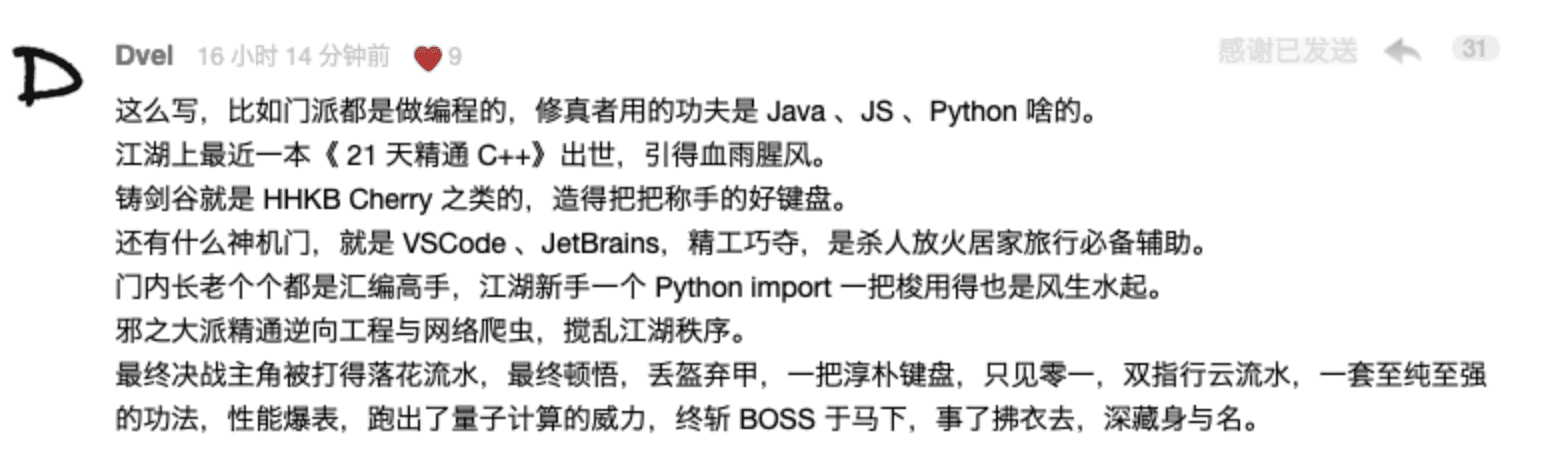 D
Dvel 16 小时 14 分钟前 ❤ 9 感谢已发送 31
这么写，比如门派都是做编程的，修真者用的功夫是 Java 、JS 、Python 啥的。
江湖上最近一本《 21 天精通 C++》出世，引得血雨腥风。
铸剑谷就是 HHKB Cherry 之类的，造得把把称手的好键盘。
还有什么神机门，就是 VSCode 、JetBrains，精工巧夺，是杀人放火居家旅行必备辅助。
门内长老个个都是汇编高手，江湖新手一个 Python import 一把梭用得也是风生水起。
邪之大派精通逆向工程与网络爬虫，搅乱江湖秩序。
最终决战主角被打得落花流水，最终顿悟，丢盔弃甲，一把淳朴键盘，只见零一，双指行云流水，一套至纯至强
的功法，性能爆表，跑出了量子计算的威力，终斩 BOSS 于马下，事了拂衣去，深藏身与名。